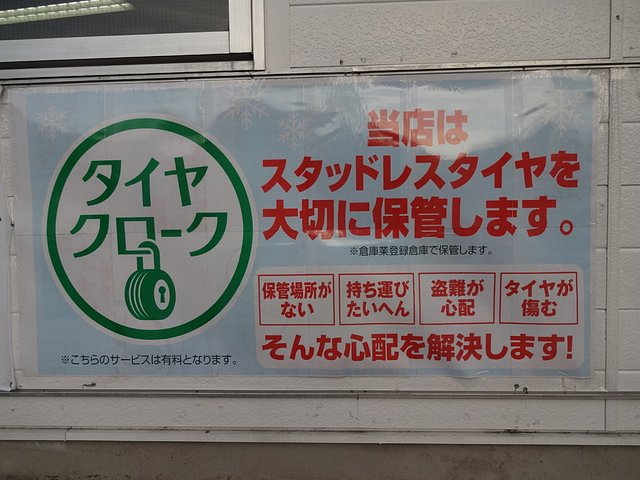 タイヤ
クローク
※こちらのサービスは有料となります。
当店は
スタッドレスタイヤを
大切に保管します。
※倉庫業登録倉庫で保管します。
保管場所が
ない
持ち運び
たいへん
盗難が
心配
タイヤが
傷む
そんな心配を解決します!